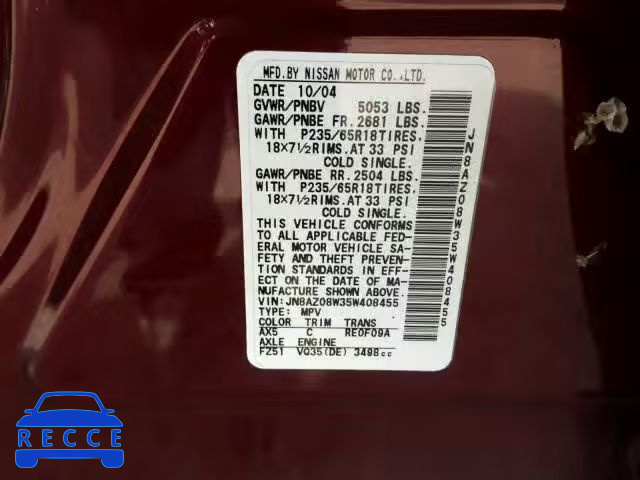 MFD.BY NISSAN MOTOR CO.,LTD.
DATE 10/04
GVWR/PNBV 5053 LBS.
GAWR/PNBE FR. 2681 LBS.
WITH P235/65R18TIRES.
18×7½RIMS.AT 33 PSI
COLD SINGLE.
GAWR/PNBE RR. 2504 LBS.
WITH P235/65R18TIRES.
18×7½RIMS.AT 33 PSI
COLD SINGLE.
THIS VEHICLE CONFORMS
TO ALL APPLICABLE FED-
ERAL MOTOR VEHICLE SA-
FETY AND THEFT PREVEN-
TION STANDARDS IN EFF-
ECT ON THE DATE OF MA-
NUFACTURE SHOWN ABOVE.
VIN:JN8AZ08W35W408455
TYPE: MPV
COLOR TRIM TRANS
AX5 C RE0F09A
AXLE ENGINE
FZ51 VQ35(DE) 3498cc
JN8AZ08W35W408455